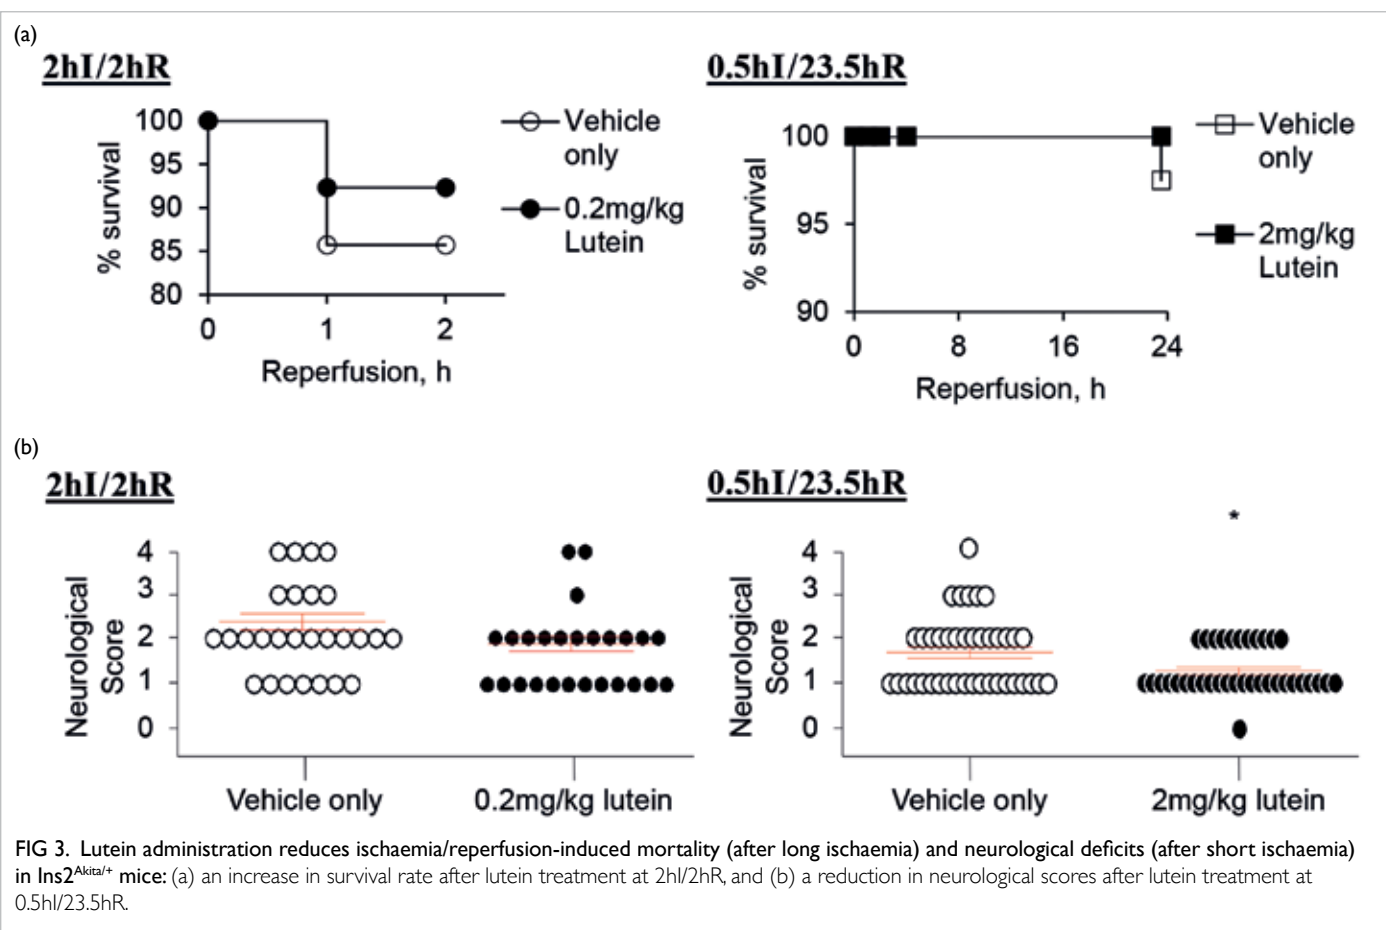 (a)
2hI/2hR
100
95
90
85
80
% survival
0 1 2
Reperfusion, h
Vehicle
only
0.2mg/kg
Lutein
0.5hI/23.5hR
100
95
90
% survival
0 8 16 24
Reperfusion, h
Vehicle
only
2mg/kg
Lutein
(b)
2hI/2hR
4
3
2
1
0
Neurological
Score
Vehicle only 0.2mg/kg lutein
0.5hI/23.5hR
*
4
3
2
1
0
Neurological
Score
Vehicle only 2mg/kg lutein
FIG 3. Lutein administration reduces ischaemia/reperfusion-induced mortality (after long ischaemia) and neurological deficits (after short ischaemia)
in Ins2Akita/+ mice: (a) an increase in survival rate after lutein treatment at 2hI/2hR, and (b) a reduction in neurological scores after lutein treatment at
0.5hI/23.5hR.